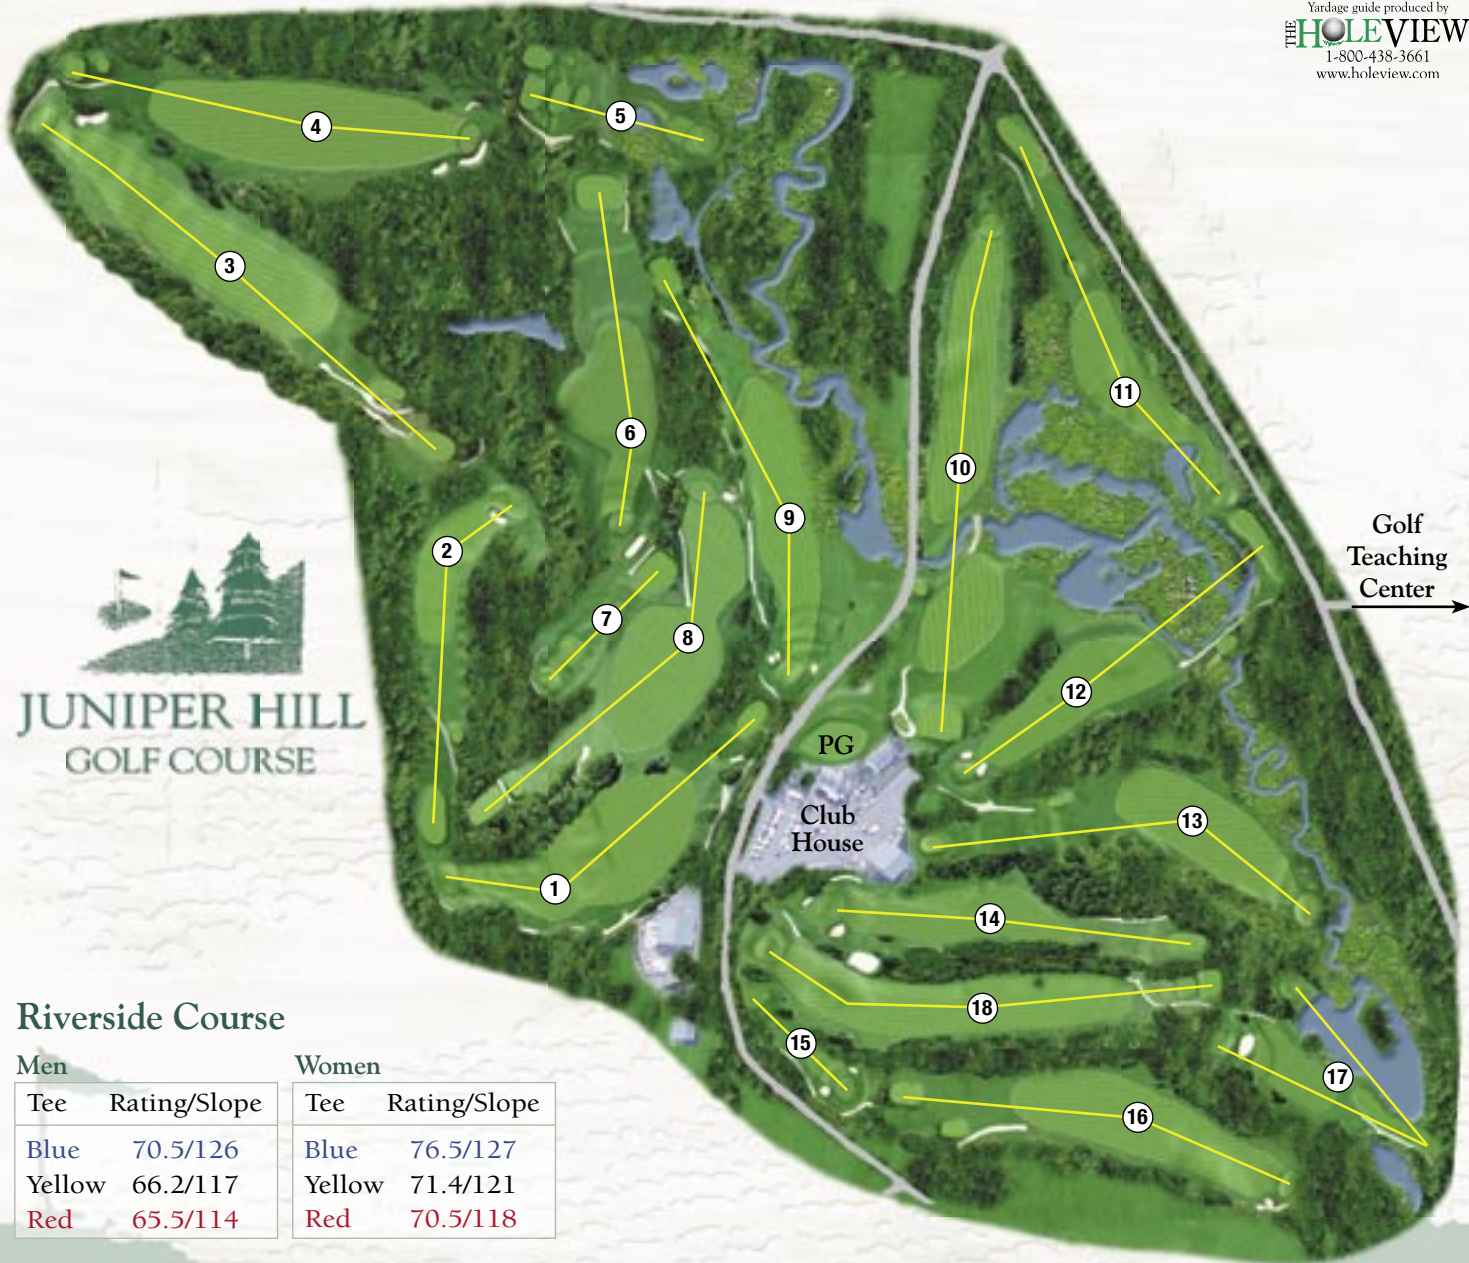 Yardage guide produced by
THE HOLEVIEW
1-800-438-3661
www.holeview.com
4
5
3
11
6
10
9
2
Golf
Teaching
Center
7
8
12
JUNIPER HILL
GOLF COURSE
PG
Club
House
13
1
14
18
15
17
16
Riverside Course
Men
Tee Rating/Slope
Blue 70.5/126
Yellow 66.2/117
Red 65.5/114
Women
Tee Rating/Slope
Blue 76.5/127
Yellow 71.4/121
Red 70.5/118